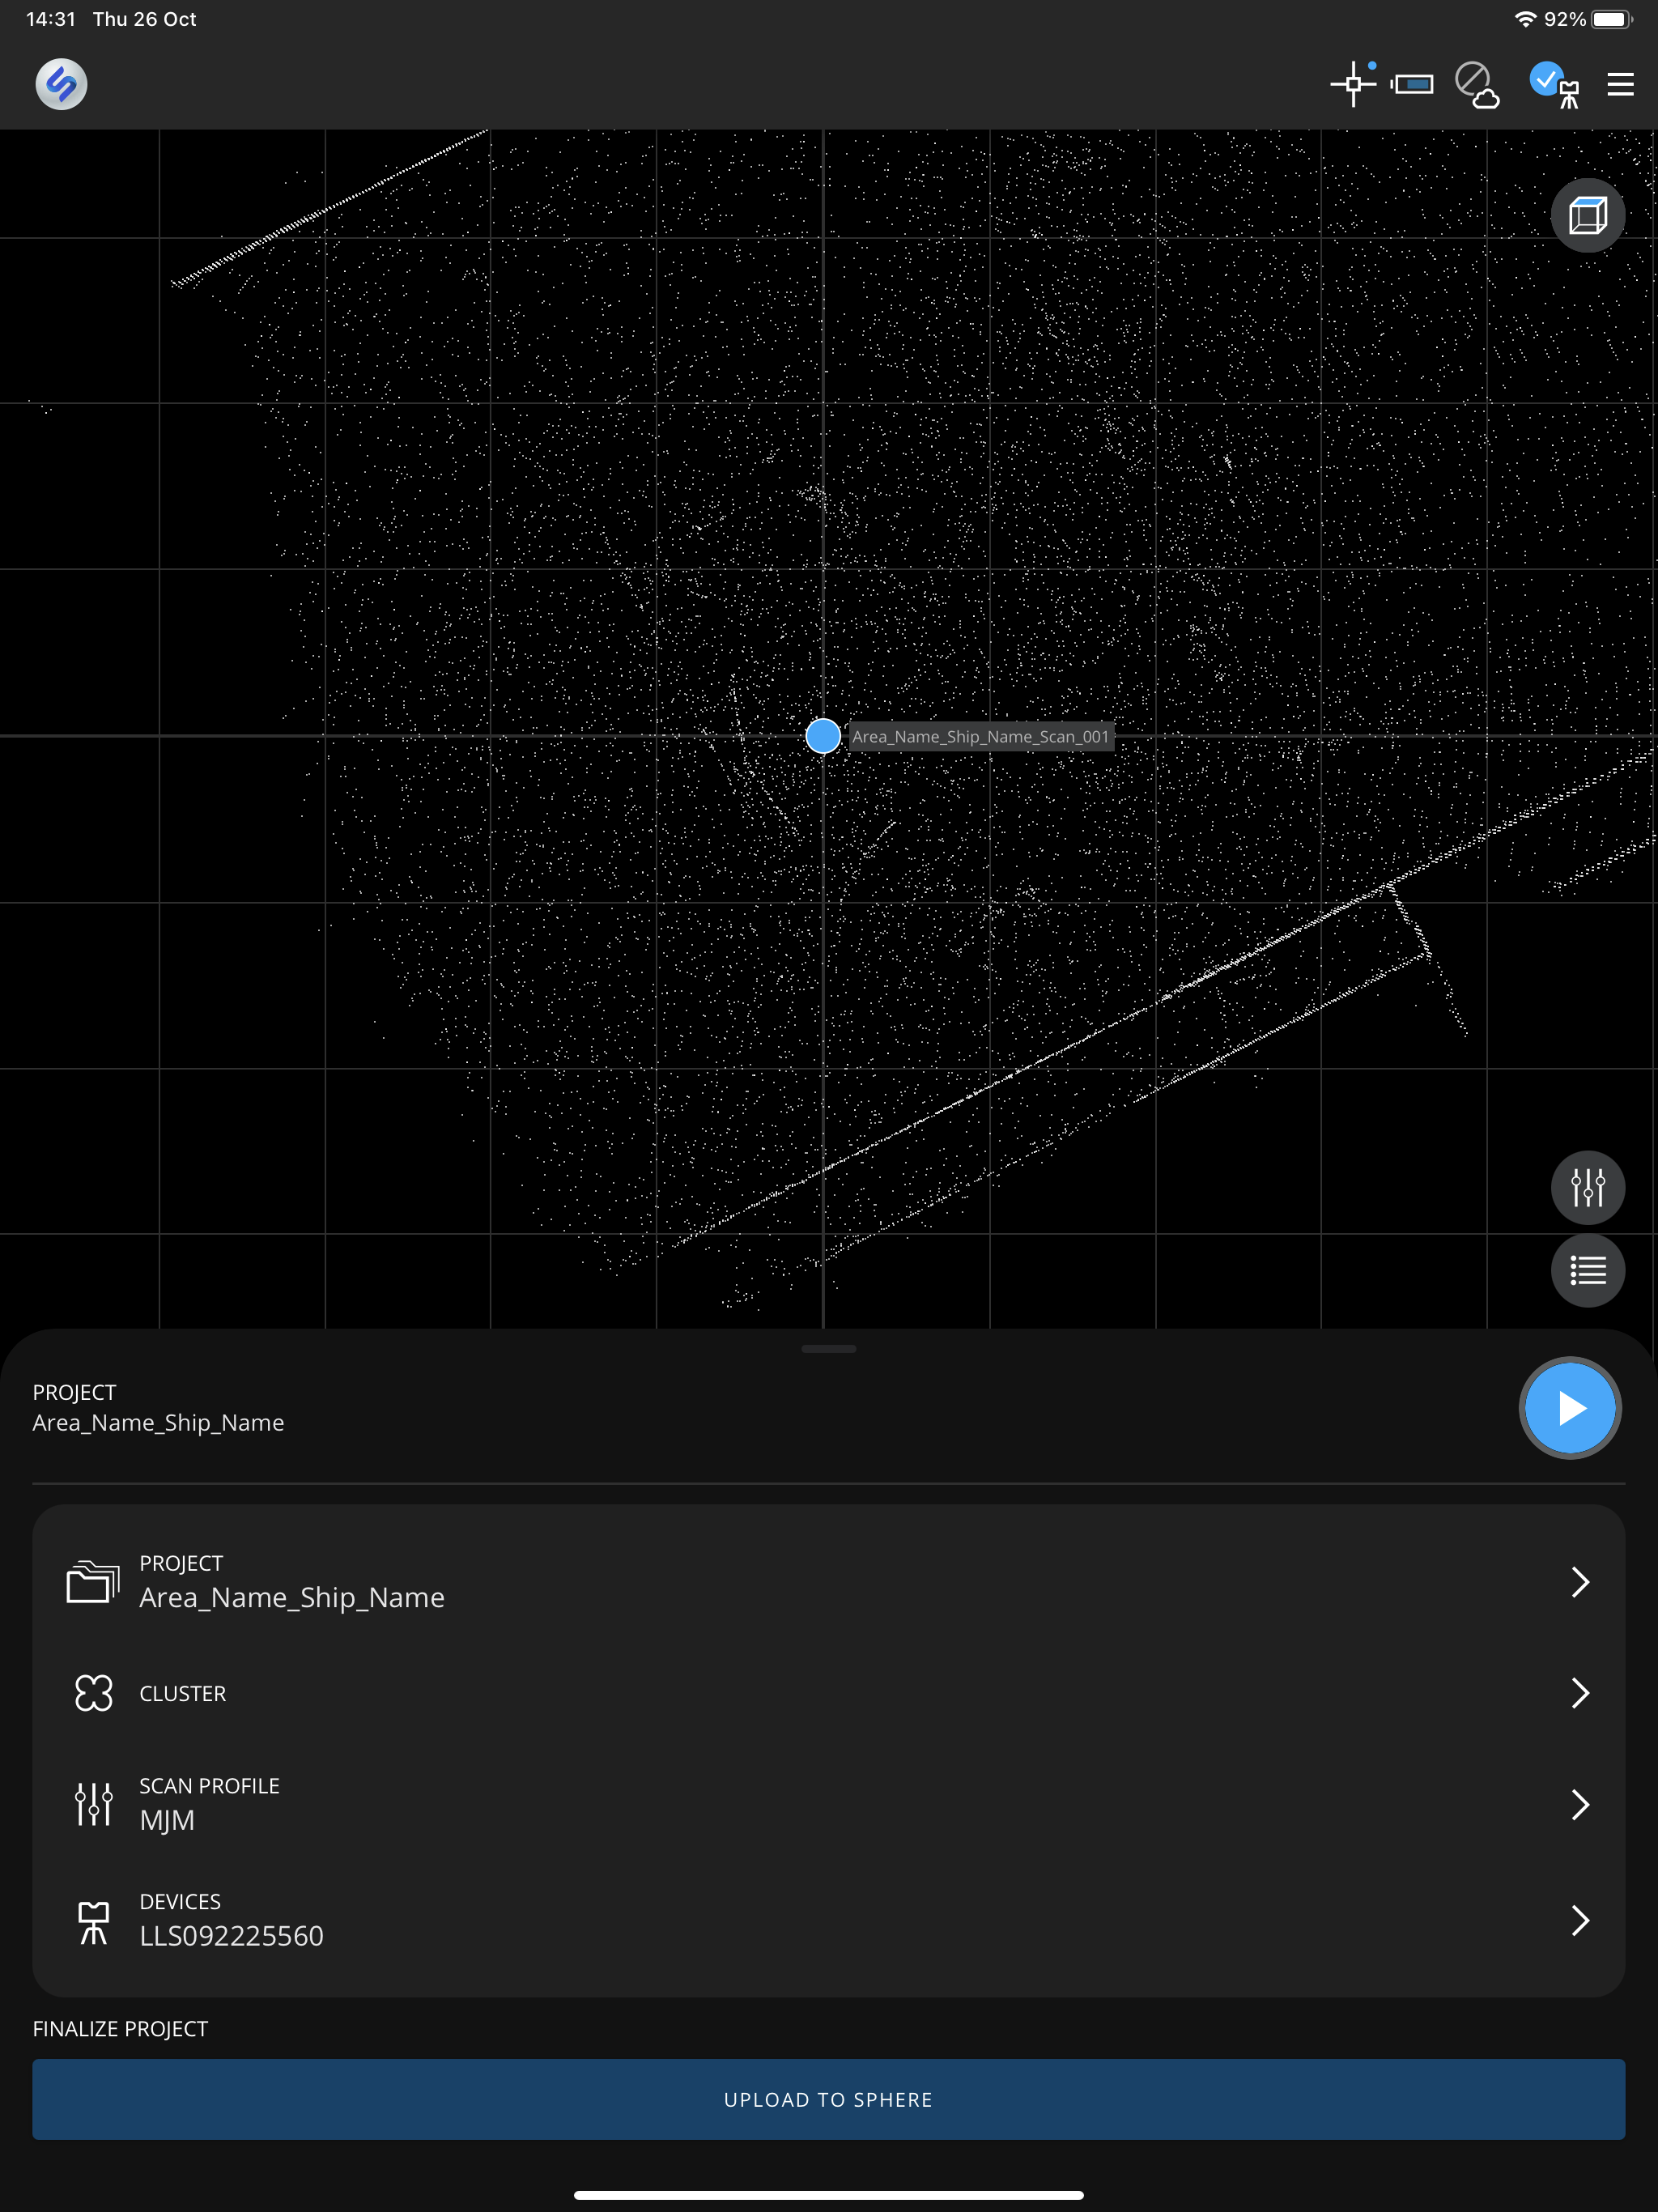 14:31 Thu 26 Oct
92%
Area_Name_Ship_Name_Scan_001
PROJECT
Area_Name_Ship_Name
PROJECT
Area_Name_Ship_Name
CLUSTER
SCAN PROFILE
MJM
DEVICES
LLS092225560
FINALIZE PROJECT
UPLOAD TO SPHERE